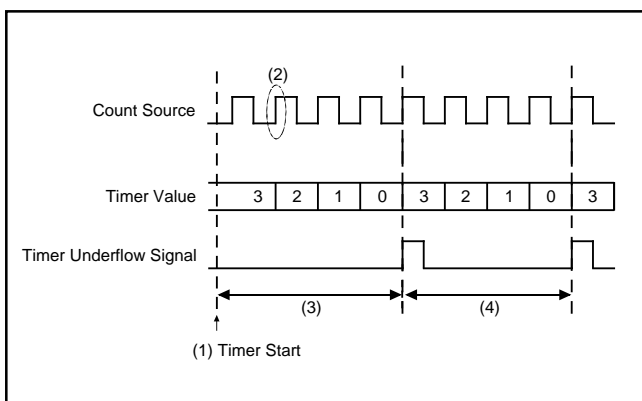 (2)
Count Source
Timer Value 3 2 1 0 3 2 1 0 3
Timer Underflow Signal
(3) (4)
(1) Timer Start